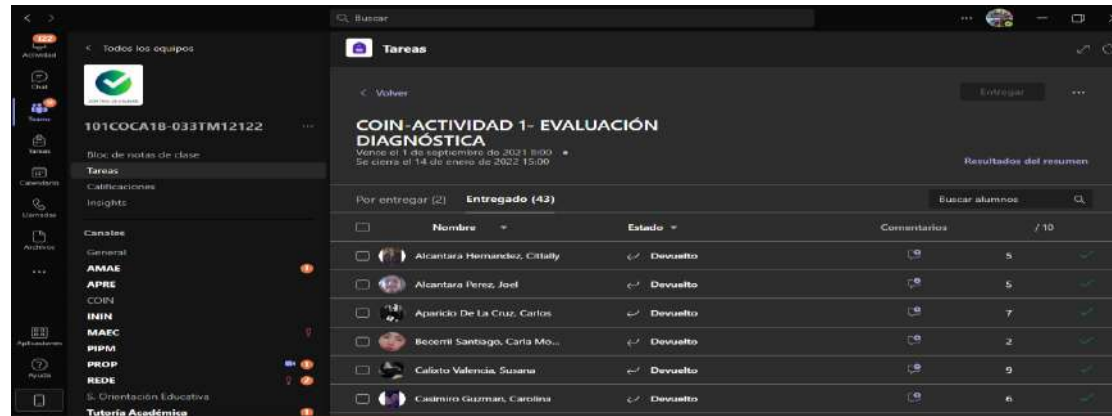 Buscar
122
Actividad
Chat
Teams
Tareas
Calendario
Llamadas
Archivos
Aplicaciones
Ayuda
Todos los equipos
101COCA18-033TM12122
Bloc de notas de clase
Tareas
Calificaciones
Insights
Canales
General
AMAE
1
APRE
COIN
ININ
MAEC
PIPM
PROP
1
REDE
2
S. Orientación Educativa
Tutoría Académica
Tareas
Volver
Entregar
COIN-ACTIVIDAD 1- EVALUACIÓN
DIAGNÓSTICA
Vence el 1 de septiembre de 2021 8:00
Se cierra el 14 de enero de 2022 15:00
Resultados del resumen
Por entregar (2) Entregado (43)
Buscar alumnos
Nombre Estado Comentarios / 10
Alcantara Hernandez, Citlally Devuelto 5
Alcantara Perez, Joel Devuelto 5
Aparicio De La Cruz, Carlos Devuelto 7
Becerril Santiago, Carla Mo... Devuelto 2
Calixto Valencia, Susana Devuelto 9
Casimiro Guzman, Carolina Devuelto 6